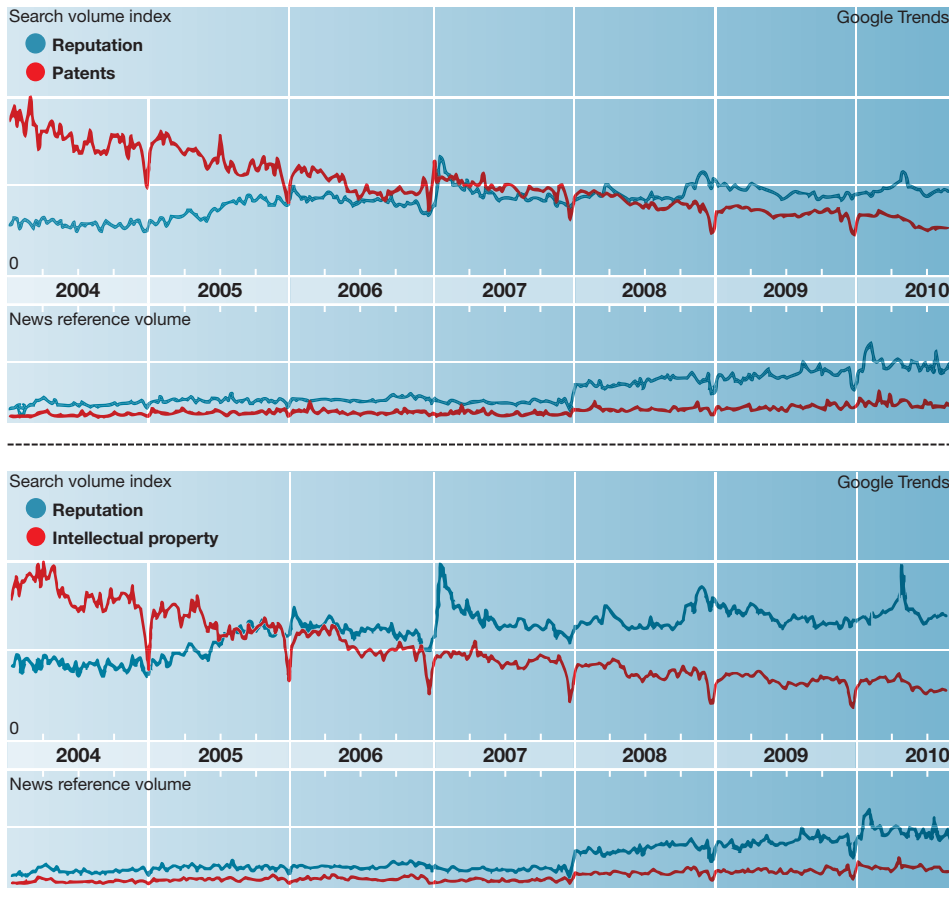 Search volume index Google Trends
Reputation
Patents
0
2004 2005 2006 2007 2008 2009 2010
News reference volume
Search volume index Google Trends
Reputation
Intellectual property
0
2004 2005 2006 2007 2008 2009 2010
News reference volume